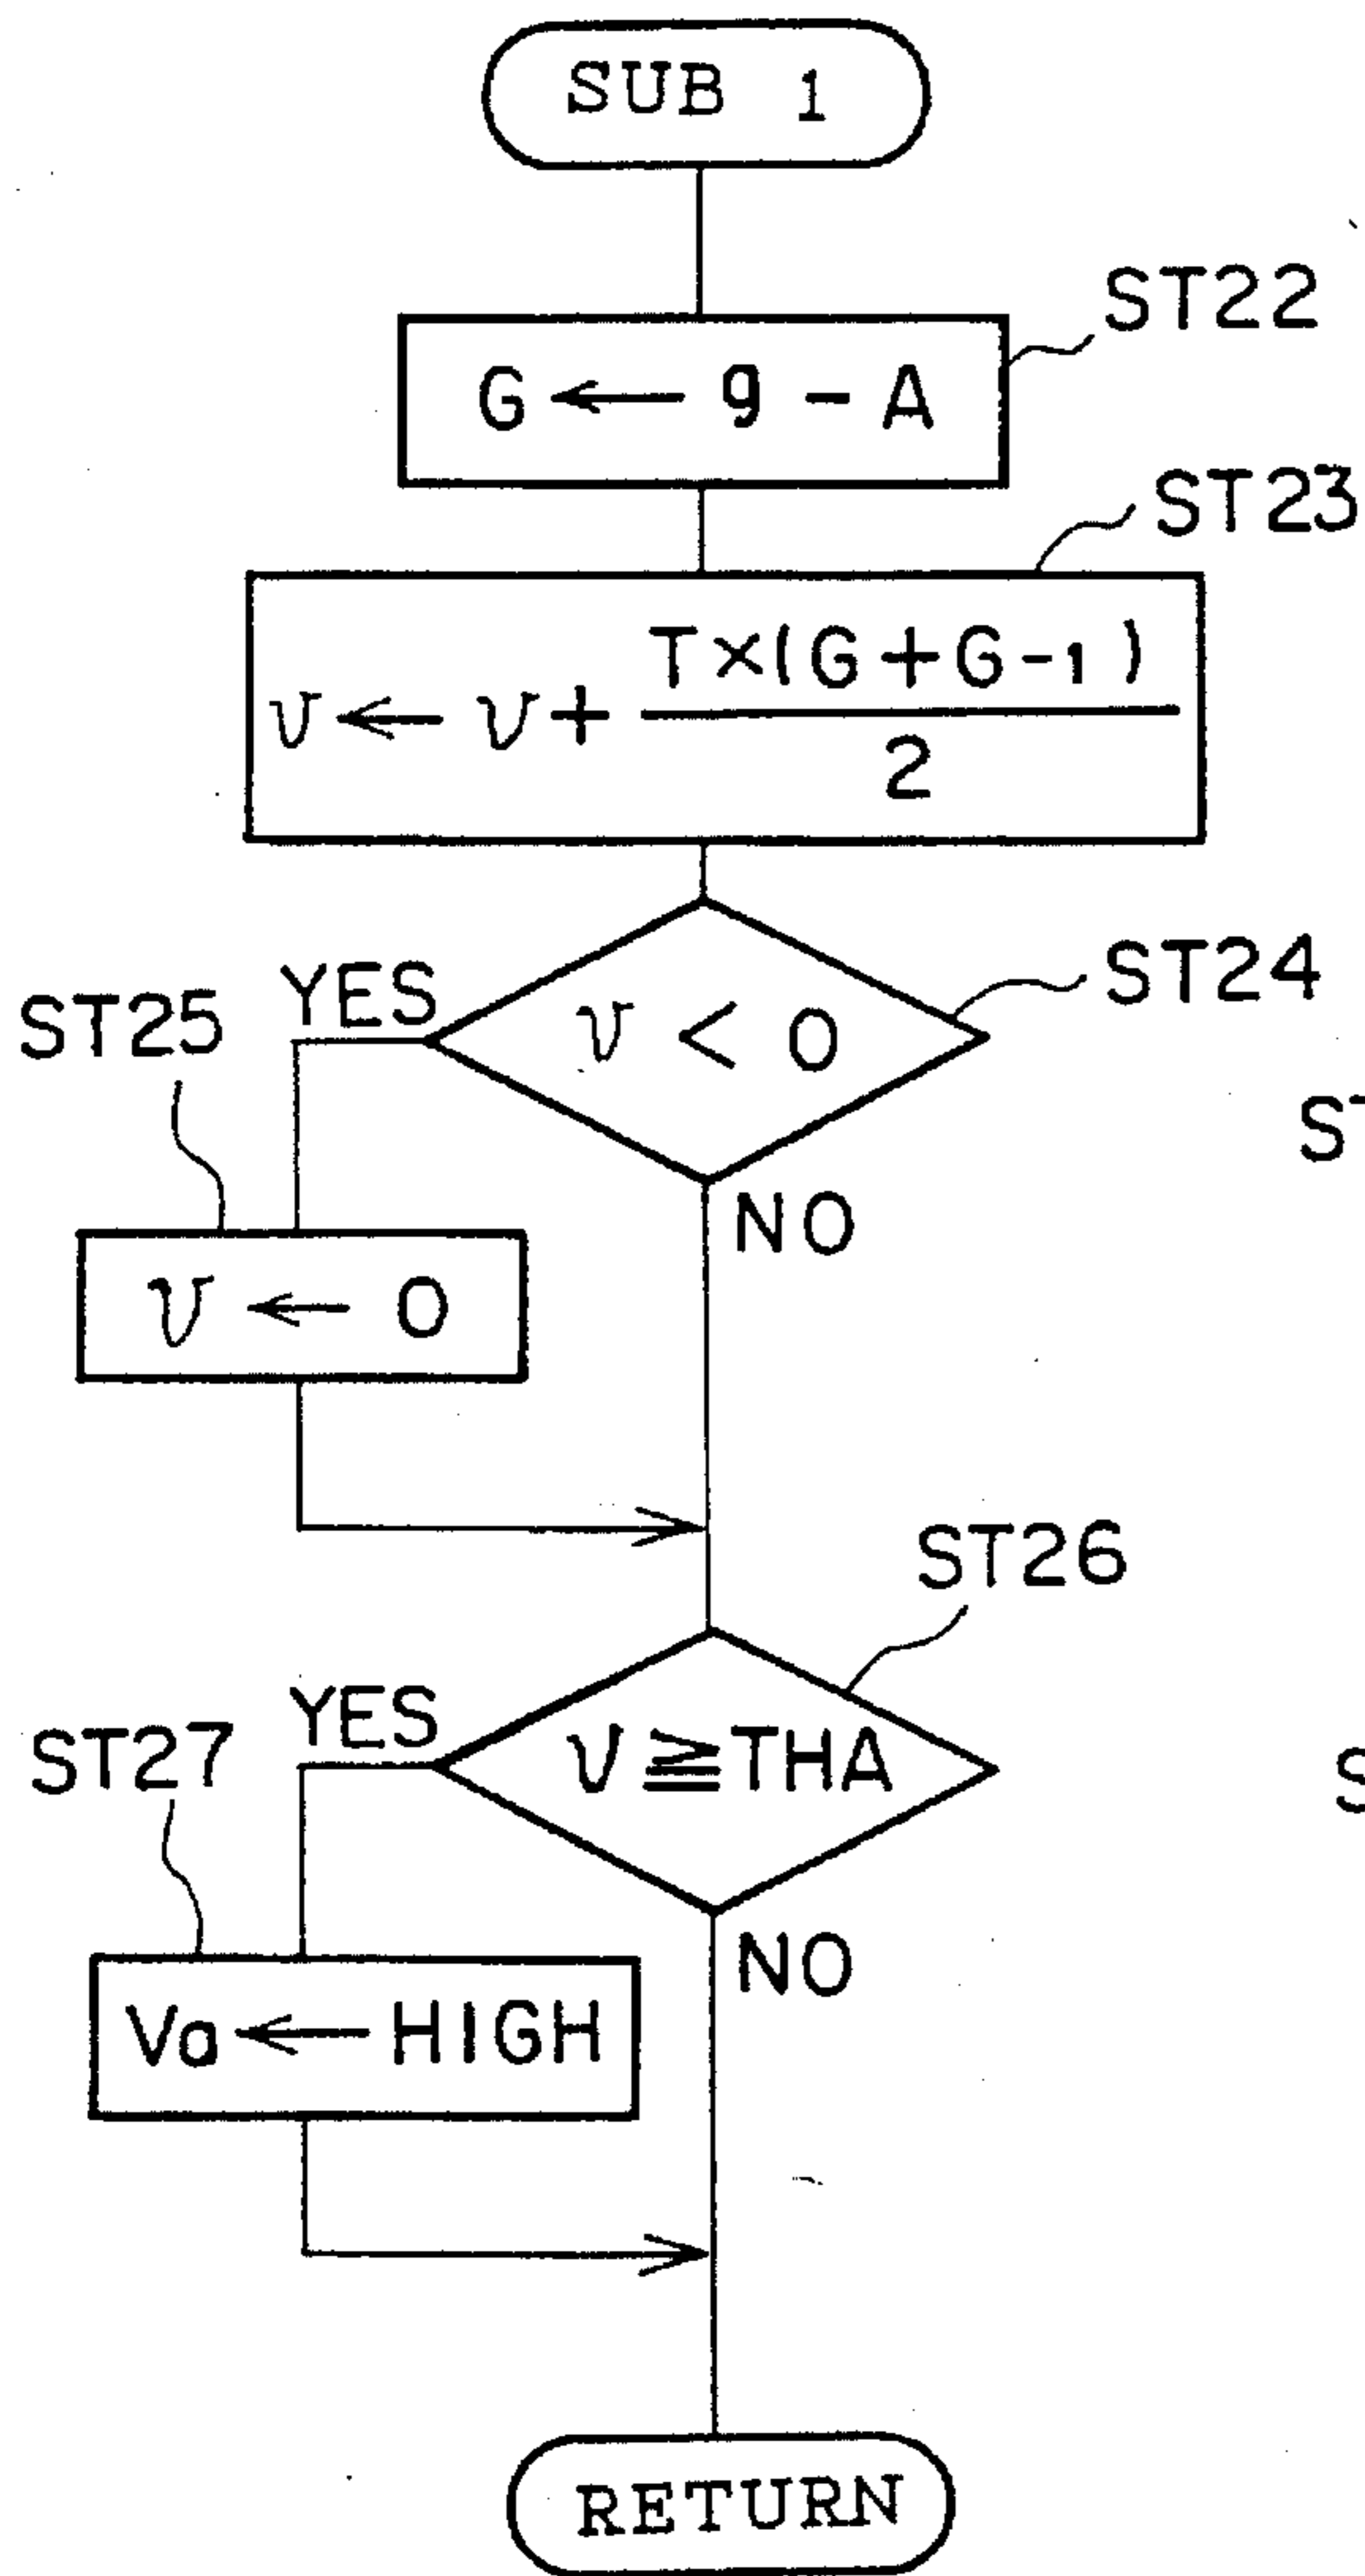 SUB 1
ST22
G ← g - A
ST23
T×(G+G-1)
v ← v +
2
ST24
YES
v < 0
ST25
NO
v ← 0
ST26
YES
v ≧ THA
ST27
NO
Va ← HIGH
RETURN